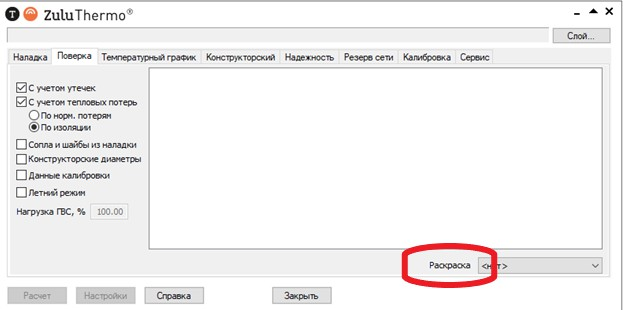 T ZuluThermo®
Слой...
Наладка Поверка Температурный график Конструкторский Надежность Резерв сети Калибровка Сервис
С учетом утечек
С учетом тепловых потерь
По норм. потерям
По изоляции
Сопла и шайбы из наладки
Конструкторские диаметры
Данные калибровки
Летний режим
Нагрузка ГВС, % 100.00
Раскраска <нет>
Расчет Настройки Справка Закрыть